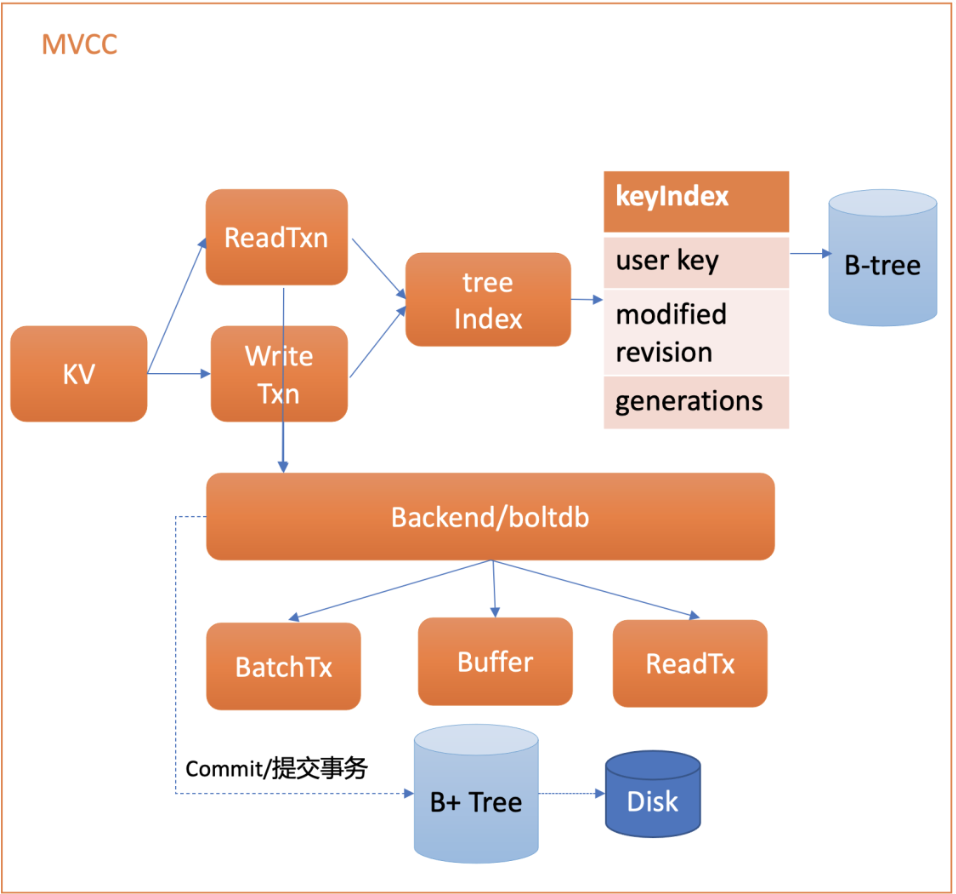 MVCC
ReadTxn
keyIndex
user key
B-tree
tree
Index
modified
revision
KV
Write
Txn
generations
Backend/boltdb
BatchTx
Buffer
ReadTx
Commit/提交事务
B+ Tree
Disk